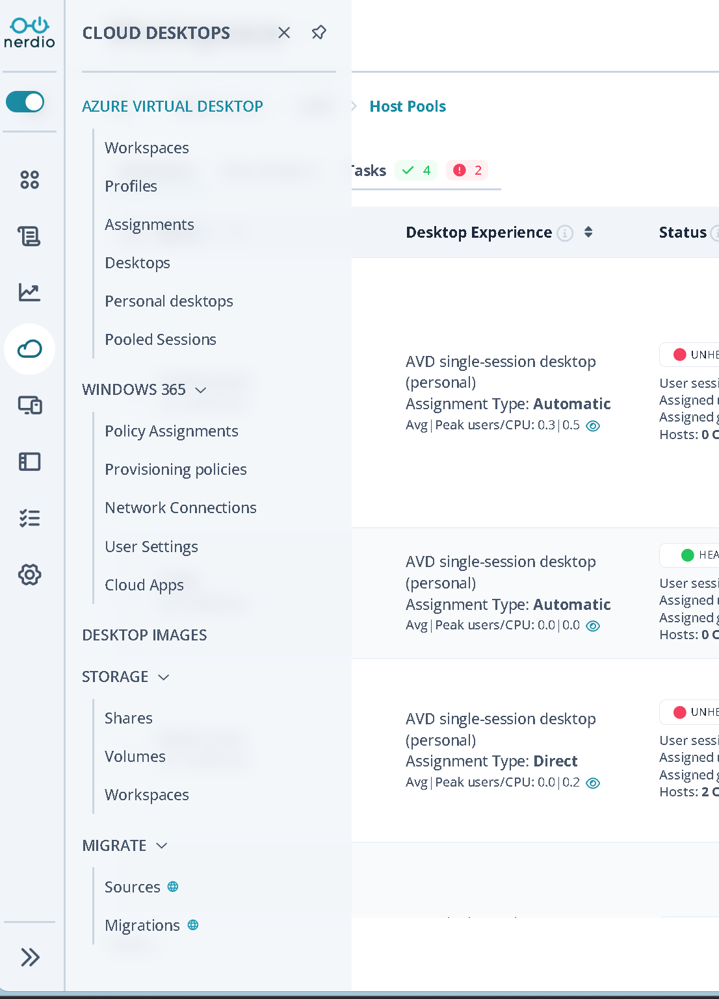 nerdio
CLOUD DESKTOPS
AZURE VIRTUAL DESKTOP
Workspaces
Profiles
Assignments
Desktops
Personal desktops
Pooled Sessions
WINDOWS 365
Policy Assignments
Provisioning policies
Network Connections
User Settings
Cloud Apps
DESKTOP IMAGES
STORAGE
Shares
Volumes
Workspaces
MIGRATE
Sources
Migrations
Host Pools
Tasks 4 2
Desktop Experience Status
AVD single-session desktop
(personal)
Assignment Type: Automatic
Avg|Peak users/CPU: 0.3|0.5
UNHE
User sessi
Assigned u
Assigned g
Hosts: 0 C
AVD single-session desktop
(personal)
Assignment Type: Automatic
Avg|Peak users/CPU: 0.0|0.0
HEA
User sessi
Assigned u
Assigned g
Hosts: 0 C
AVD single-session desktop
(personal)
Assignment Type: Direct
Avg|Peak users/CPU: 0.0|0.2
UNHE
User sessi
Assigned u
Assigned g
Hosts: 2 C